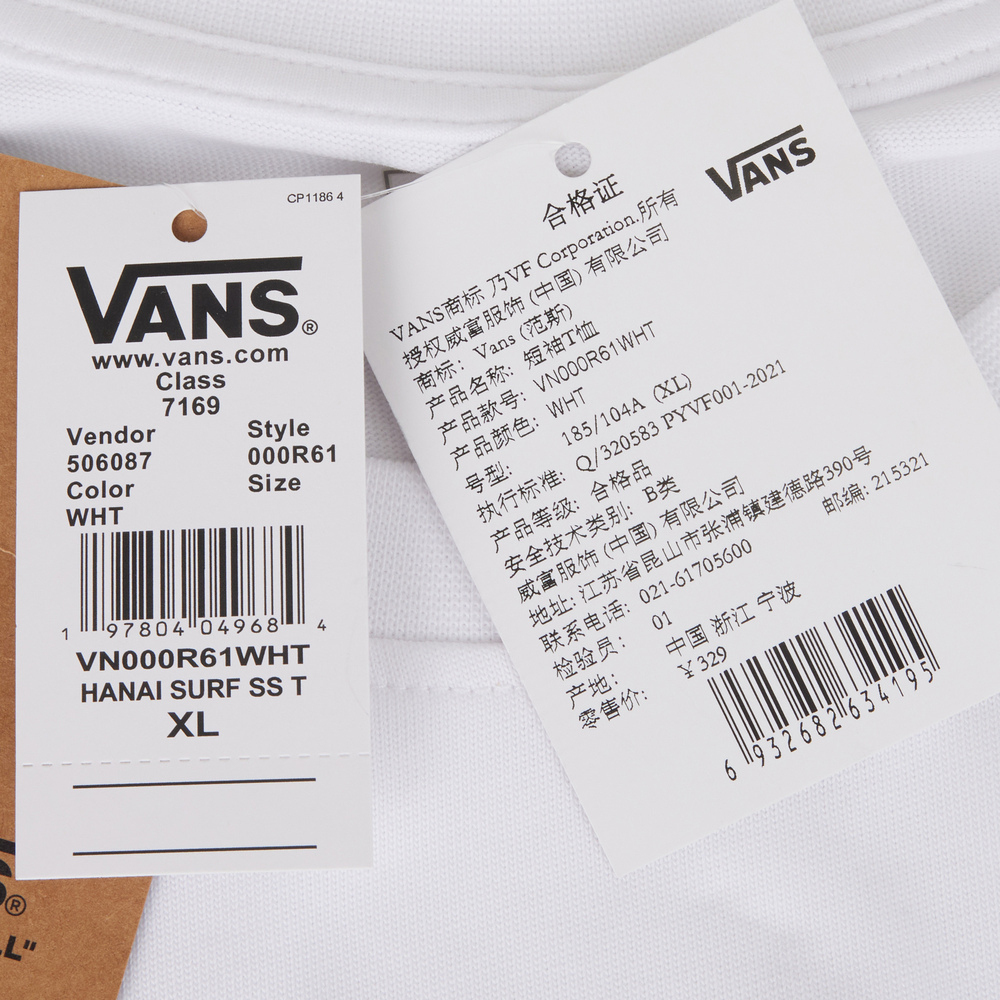 CP1186 4
VANS®
www.vans.com
Class
7169
Vendor Style
506087 000R61
Color Size
WHT
1 97804 04968 4
VN000R61WHT
HANAI SURF SS T
XL
®
LL"
VANS
合格证
VANS商标 乃VF Corporation.所有
授权威富服饰 (中国) 有限公司
商标: Vans (范斯)
产品名称: 短袖T恤
产品款号: VN000R61WHT
产品颜色: WHT
号型: 185/104A (XL)
执行标准: Q/320583 PYVF001-2021
产品等级: 合格品
安全技术类别: B类
威富服饰 (中国) 有限公司
地址: 江苏省昆山市张浦镇建德路390号
邮编: 215321
联系电话: 021-61705600
检验员: 01
产地: 中国 浙江 宁波
零售价: ¥329
6 932682 634195